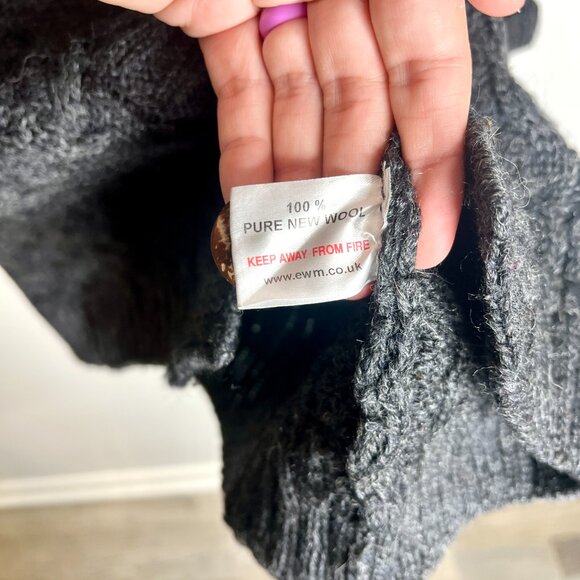 100 %
PURE NEW WOOL
KEEP AWAY FROM FIRE
www.ewm.co.uk